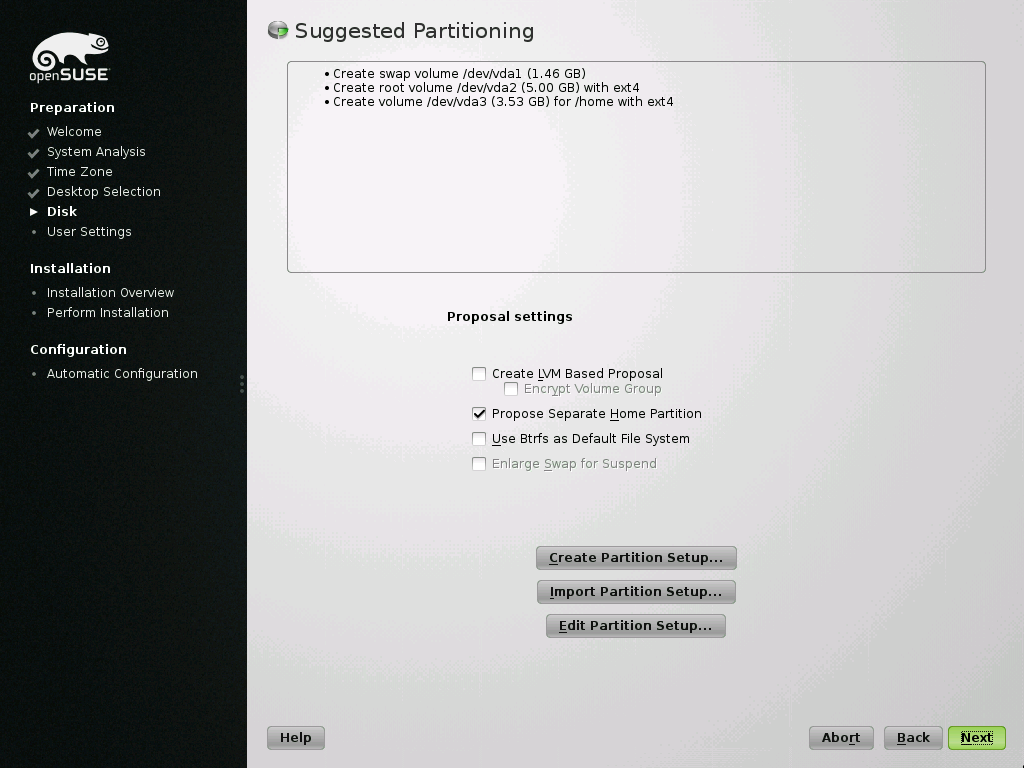 openSUSE
Preparation
Welcome
System Analysis
Time Zone
Desktop Selection
Disk
User Settings
Installation
Installation Overview
Perform Installation
Configuration
Automatic Configuration
Suggested Partitioning
• Create swap volume /dev/vda1 (1.46 GB)
• Create root volume /dev/vda2 (5.00 GB) with ext4
• Create volume /dev/vda3 (3.53 GB) for /home with ext4
Proposal settings
Create LVM Based Proposal
Encrypt Volume Group
Propose Separate Home Partition
Use Btrfs as Default File System
Enlarge Swap for Suspend
Create Partition Setup...
Import Partition Setup...
Edit Partition Setup...
Help
Abort
Back
Next